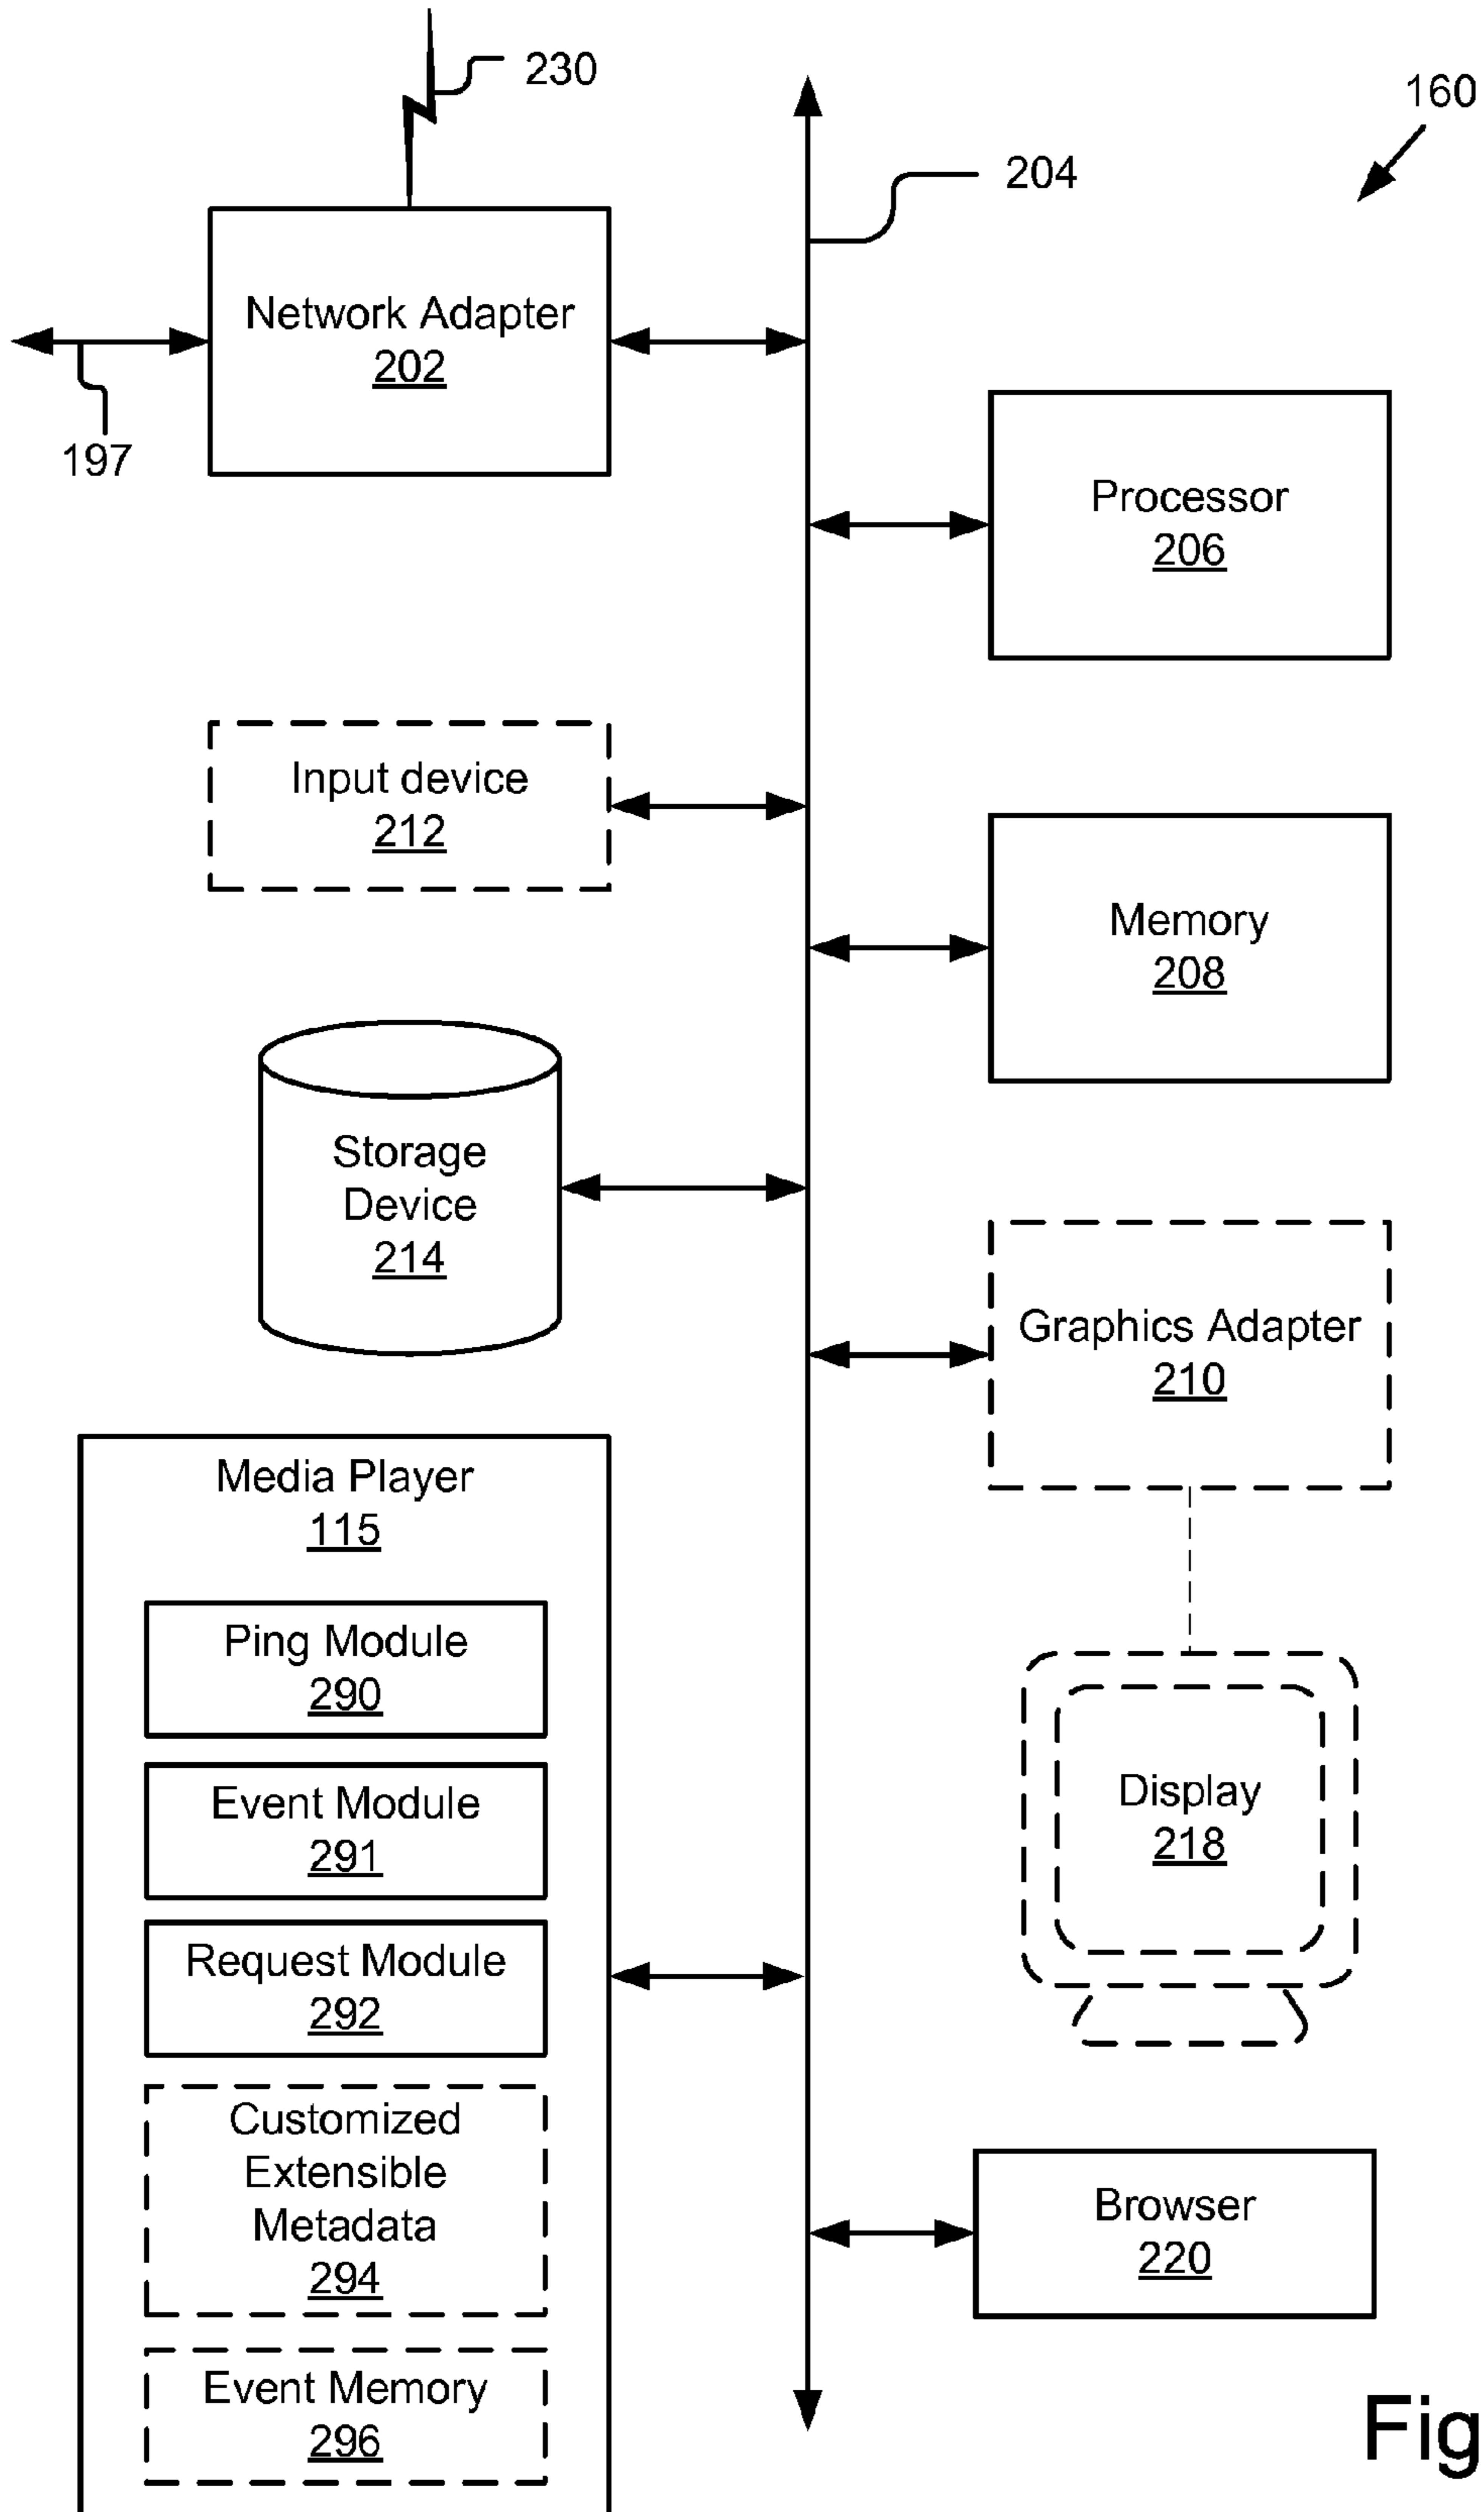 230
160
204
Network Adapter
202
197
Processor
206
Input device
212
Memory
208
Storage
Device
214
Graphics Adapter
210
Media Player
115
Ping Module
290
Event Module
291
Request Module
292
Customized
Extensible
Metadata
294
Event Memory
296
Display
218
Browser
220
Fig